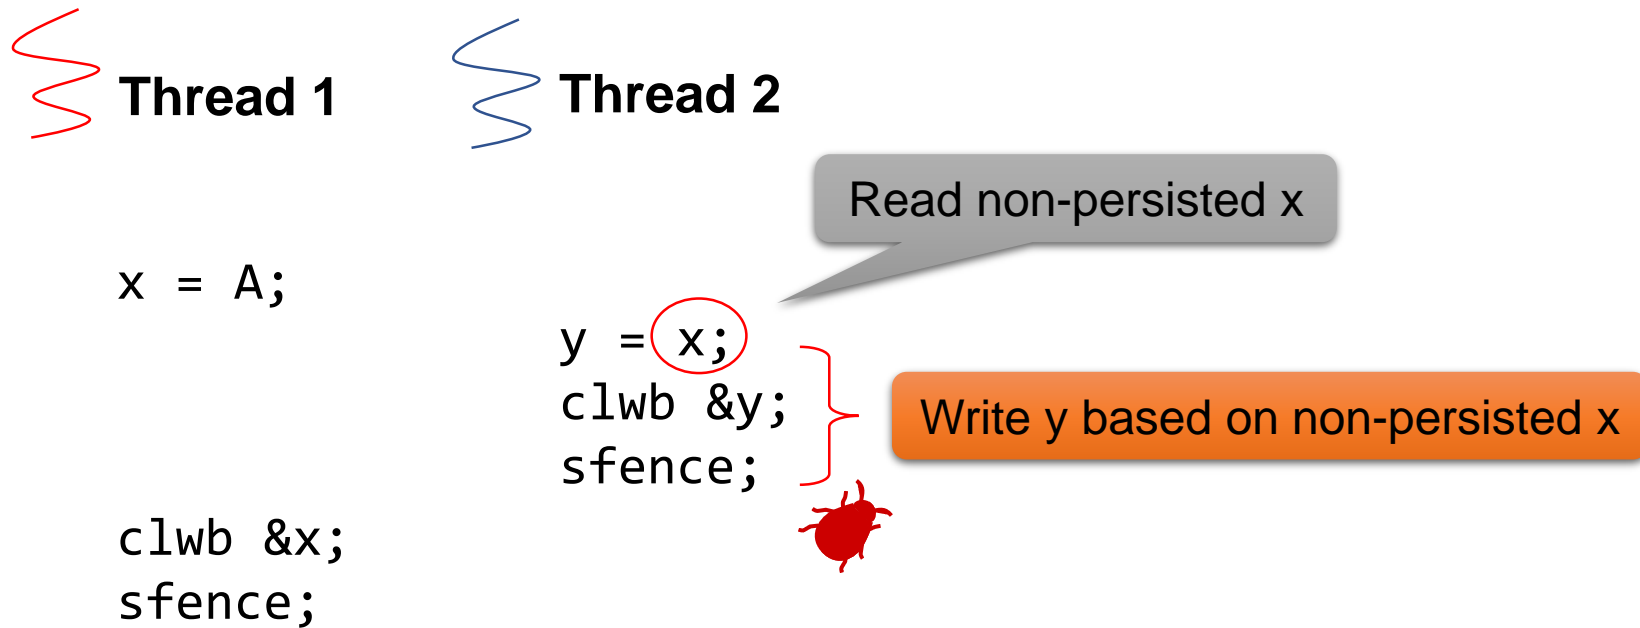 Thread 1
Thread 2
Read non-persisted x
x = A;
y = x;
clwb &y;
sfence;
Write y based on non-persisted x
clwb &x;
sfence;